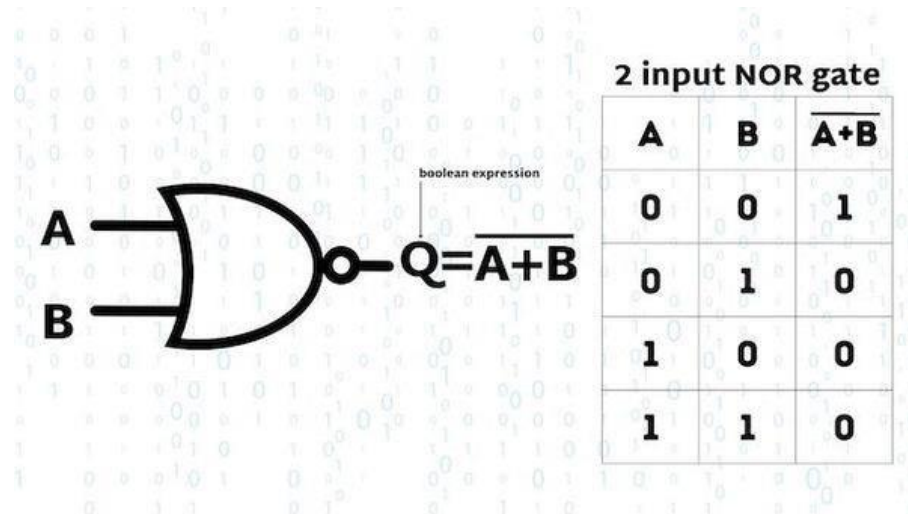 2 input NOR gate
A B A+B
0 0 1
0 1 0
1 0 0
1 1 0
boolean expression
A
B
Q=A+B